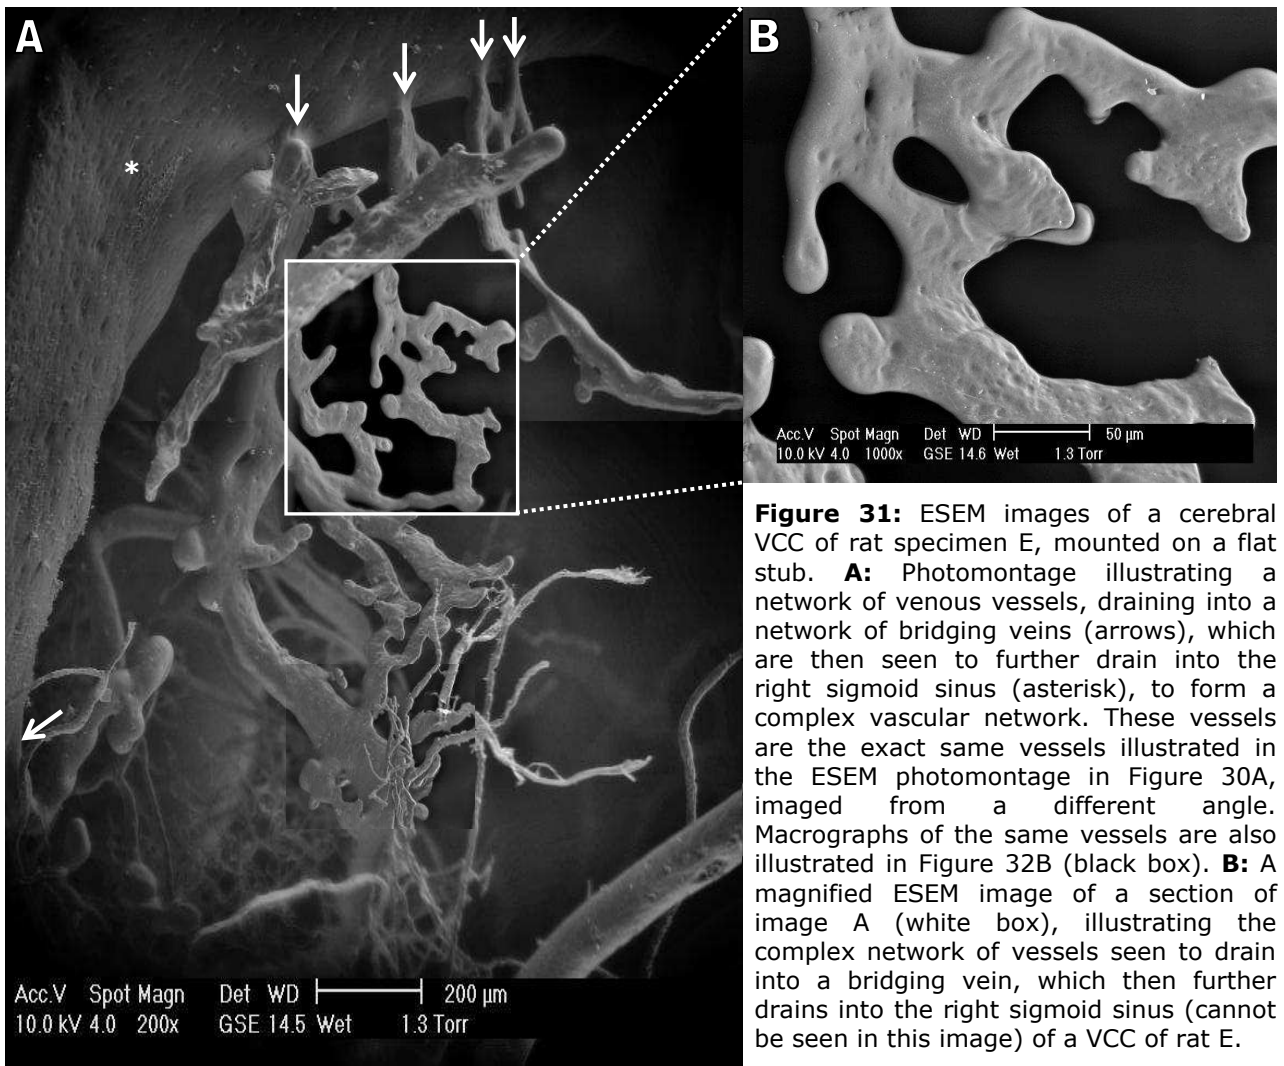 A
*
Acc.V Spot Magn Det WD 200 µm
10.0 kV 4.0 200x GSE 14.5 Wet 1.3 Torr
B
Acc.V Spot Magn Det WD 50 µm
10.0 kV 4.0 1000x GSE 14.6 Wet 1.3 Torr
Figure 31: ESEM images of a cerebral
VCC of rat specimen E, mounted on a flat
stub. A: Photomontage illustrating a
network of venous vessels, draining into a
network of bridging veins (arrows), which
are then seen to further drain into the
right sigmoid sinus (asterisk), to form a
complex vascular network. These vessels
are the exact same vessels illustrated in
the ESEM photomontage in Figure 30A,
imaged from a different angle.
Macrographs of the same vessels are also
illustrated in Figure 32B (black box). B: A
magnified ESEM image of a section of
image A (white box), illustrating the
complex network of vessels seen to drain
into a bridging vein, which then further
drains into the right sigmoid sinus (cannot
be seen in this image) of a VCC of rat E.